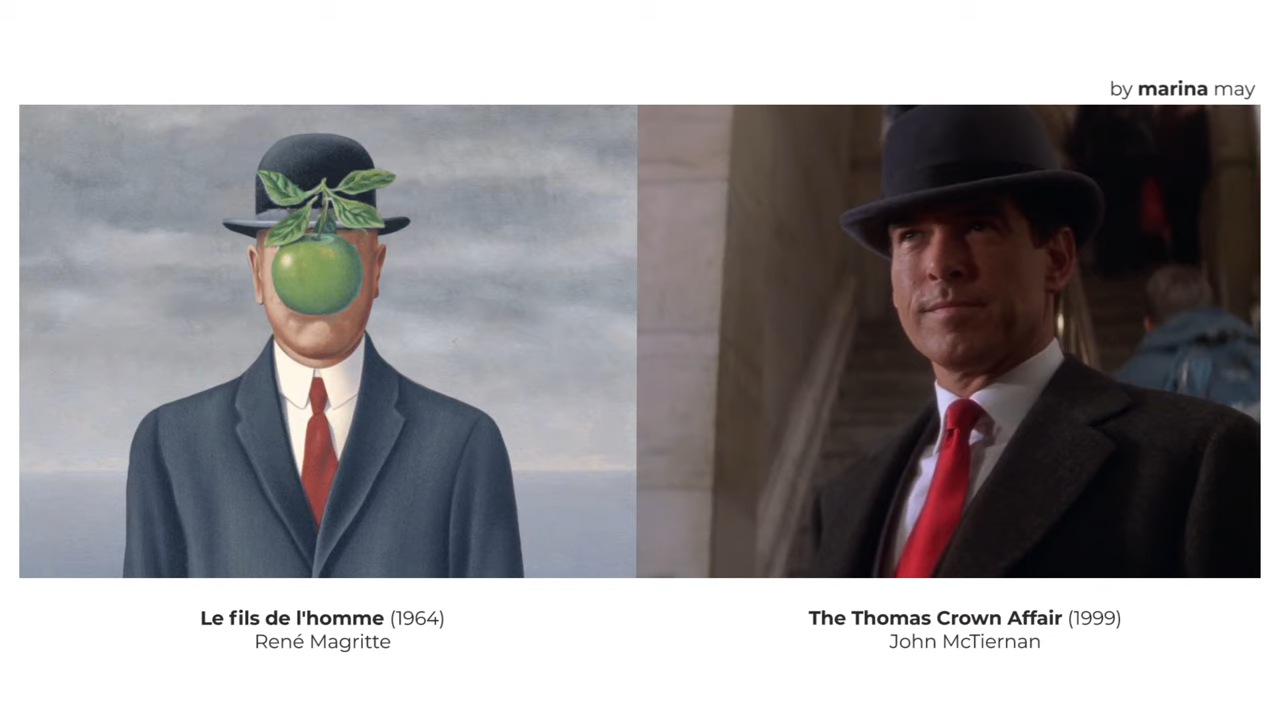 by marina may
Le fils de l'homme (1964)
René Magritte
The Thomas Crown Affair (1999)
John McTiernan